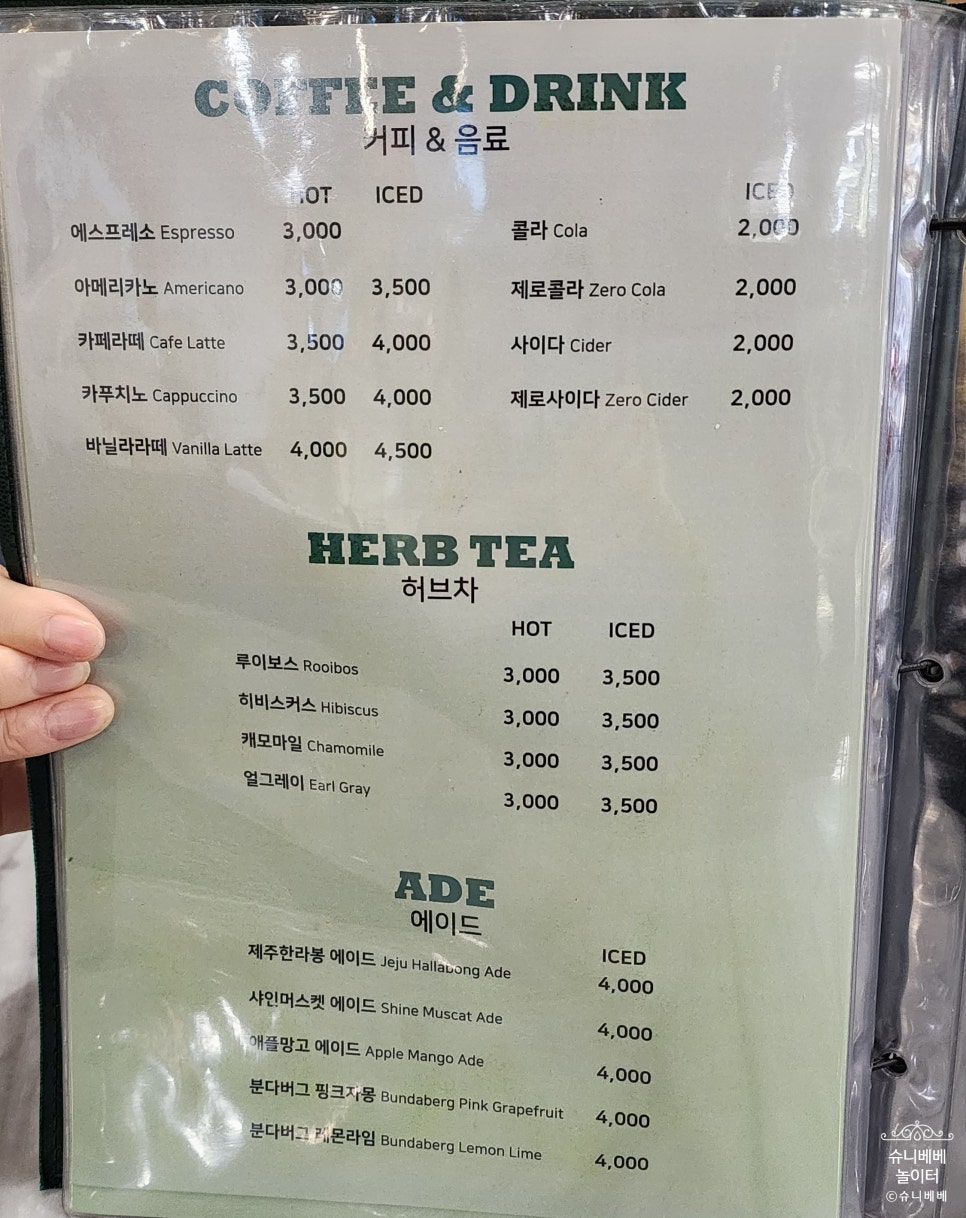 COFFEE & DRINK
커피 & 음료
HOT ICED
에스프레소 Espresso 3,000
아메리카노 Americano 3,000 3,500
카페라떼 Cafe Latte 3,500 4,000
카푸치노 Cappuccino 3,500 4,000
바닐라라떼 Vanilla Latte 4,000 4,500
ICED
콜라 Cola 2,000
제로콜라 Zero Cola 2,000
사이다 Cider 2,000
제로사이다 Zero Cider 2,000
HERB TEA
허브차
HOT ICED
루이보스 Rooibos 3,000 3,500
히비스커스 Hibiscus 3,000 3,500
캐모마일 Chamomile 3,000 3,500
얼그레이 Earl Gray 3,000 3,500
ADE
에이드
ICED
제주한라봉 에이드 Jeju Hallabong Ade 4,000
샤인머스켓 에이드 Shine Muscat Ade 4,000
애플망고 에이드 Apple Mango Ade 4,000
분다버그 핑크자몽 Bundaberg Pink Grapefruit 4,000
분다버그 레몬라임 Bundaberg Lemon Lime 4,000
슈니베베
놀이터
©슈니베베